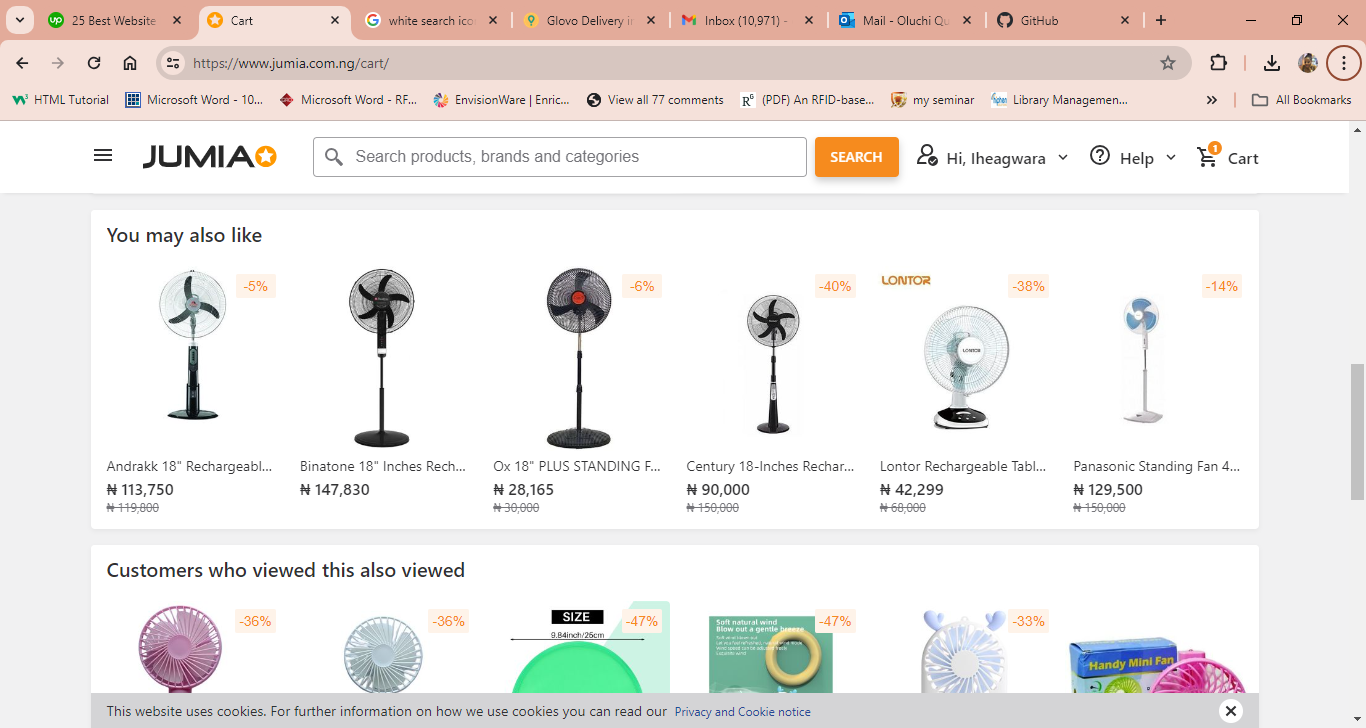 25 Best Website
Cart
white search ico
Glovo Delivery in
Inbox (10,971) -
Mail - Oluchi Qu
GitHub
https://www.jumia.com.ng/cart/
HTML Tutorial
Microsoft Word - 10...
Microsoft Word - RF...
EnvisionWare | Enric...
View all 77 comments
(PDF) An RFID-base...
my seminar
Library Managemen...
All Bookmarks
JUMIA
Search products, brands and categories
SEARCH
Hi, Iheagwara
Help
1
Cart
You may also like
-5%
-6%
-40%
LONTOR
-38%
-14%
LONTOR
Andrakk 18" Rechargeabl...
Binatone 18" Inches Rech...
Ox 18" PLUS STANDING F...
Century 18-Inches Rechar...
Lontor Rechargeable Tabl...
Panasonic Standing Fan 4...
₦ 113,750
₦ 147,830
₦ 28,165
₦ 90,000
₦ 42,299
₦ 129,500
₦ 119,800
₦ 30,000
₦ 150,000
₦ 68,000
₦ 150,000
Customers who viewed this also viewed
-36%
-36%
SIZE
-47%
9.84inch/25cm
Soft natural wind
Blow out a gentle breeze
-47%
-33%
Handy Mini Fan
This website uses cookies. For further information on how we use cookies you can read our Privacy and Cookie notice